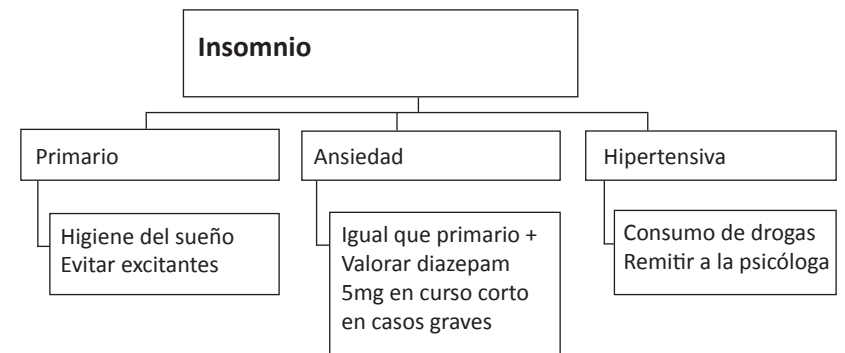 Insomnio
Primario
Ansiedad
Hipertensiva
Higiene del sueño
Evitar excitantes
Igual que primario +
Valorar diazepam
5mg en curso corto
en casos graves
Consumo de drogas
Remitir a la psicóloga